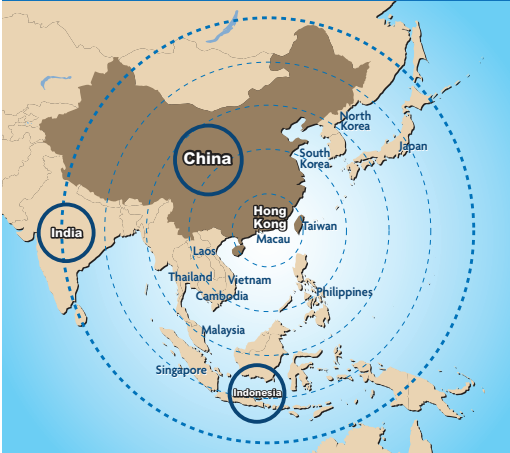 North
Korea
Japan
South
Korea
China
Hong
Kong
Macau
Taiwan
India
Laos
Thailand
Vietnam
Cambodia
Philippines
Malaysia
Singapore
Indonesia